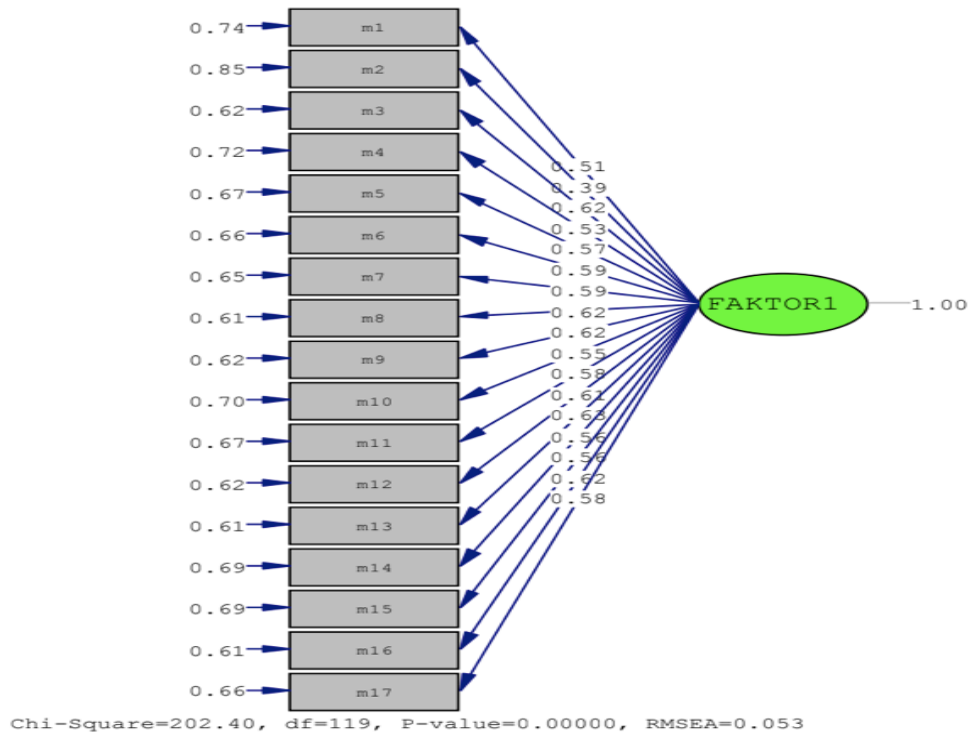 0.74 m1
0.85 m2
0.62 m3
0.72 m4
0.67 m5
0.66 m6
0.65 m7
0.61 m8
0.62 m9
0.70 m10
0.67 m11
0.62 m12
0.61 m13
0.69 m14
0.69 m15
0.61 m16
0.66 m17
0.51
0.39
0.62
0.53
0.57
0.59
0.59
0.62
0.62
0.55
0.58
0.61
0.63
0.56
0.56
0.62
0.58
FAKTOR1 1.00
Chi-Square=202.40, df=119, P-value=0.00000, RMSEA=0.053